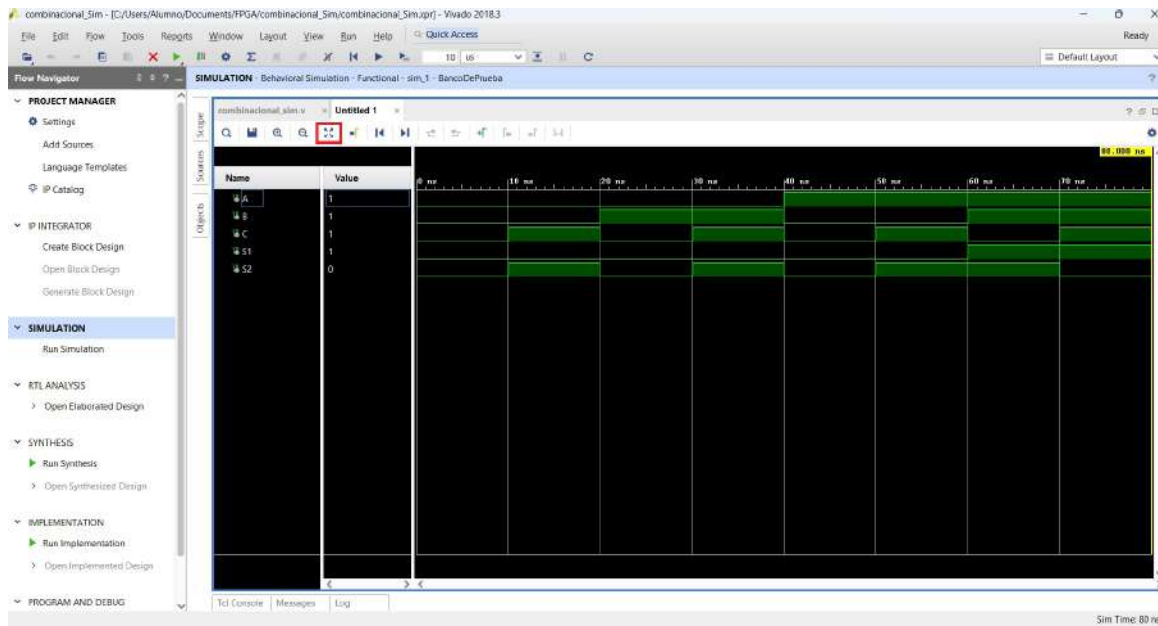 combinacional_Sim - [C:/Users/Alumno/Documents/FPGA/combinacional_Sim/combinacional_Sim.xpr] - Vivado 2018.3
File Edit Flow Tools Reports Window Layout View Run Help Quick Access
Ready
10 us
Default Layout
Flow Navigator
SIMULATION - Behavioral Simulation - Functional - sim_1 - BancoDePrueba
PROJECT MANAGER
Settings
Add Sources
Language Templates
IP Catalog
IP INTEGRATOR
Create Block Design
Open Block Design
Generate Block Design
SIMULATION
Run Simulation
RTL ANALYSIS
Open Elaborated Design
SYNTHESIS
Run Synthesis
Open Synthesized Design
IMPLEMENTATION
Run Implementation
Open Implemented Design
PROGRAM AND DEBUG
Scope
Sources
Objects
combinacional_sim.v
Untitled 1
80.000 ns
Name Value
0 ns 10 ns 20 ns 30 ns 40 ns 50 ns 60 ns 70 ns
A 1
B 1
C 1
S1 1
S2 0
Tcl Console Messages Log
Sim Time: 80 ns